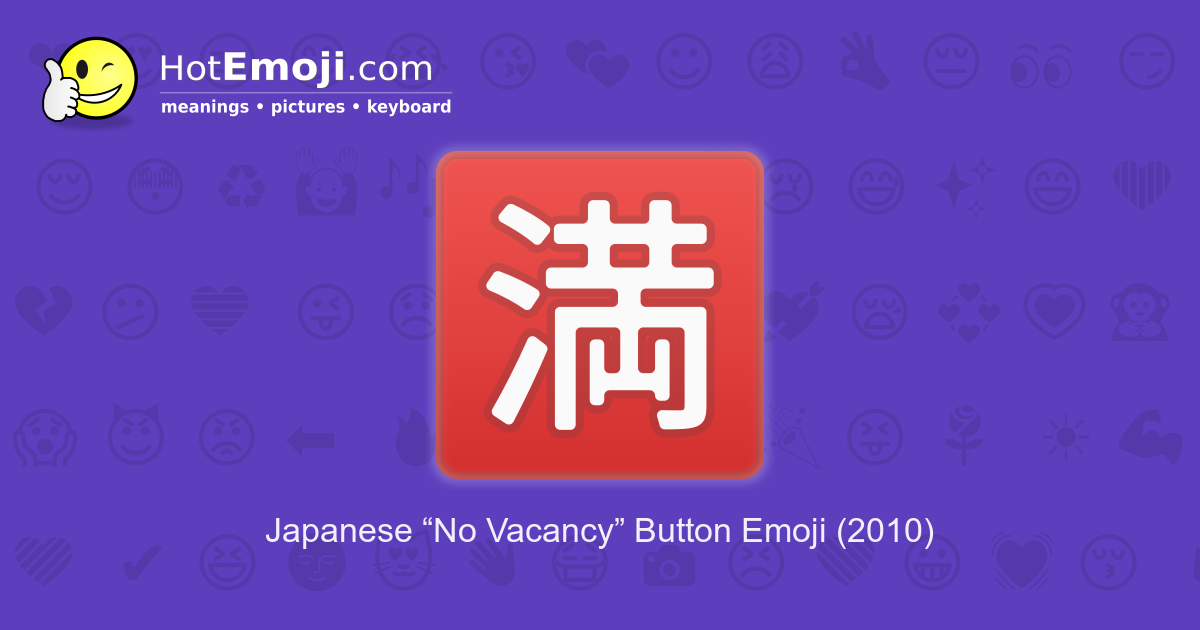 HotEmoji.com
meanings • pictures • keyboard
満
Japanese “No Vacancy” Button Emoji (2010)